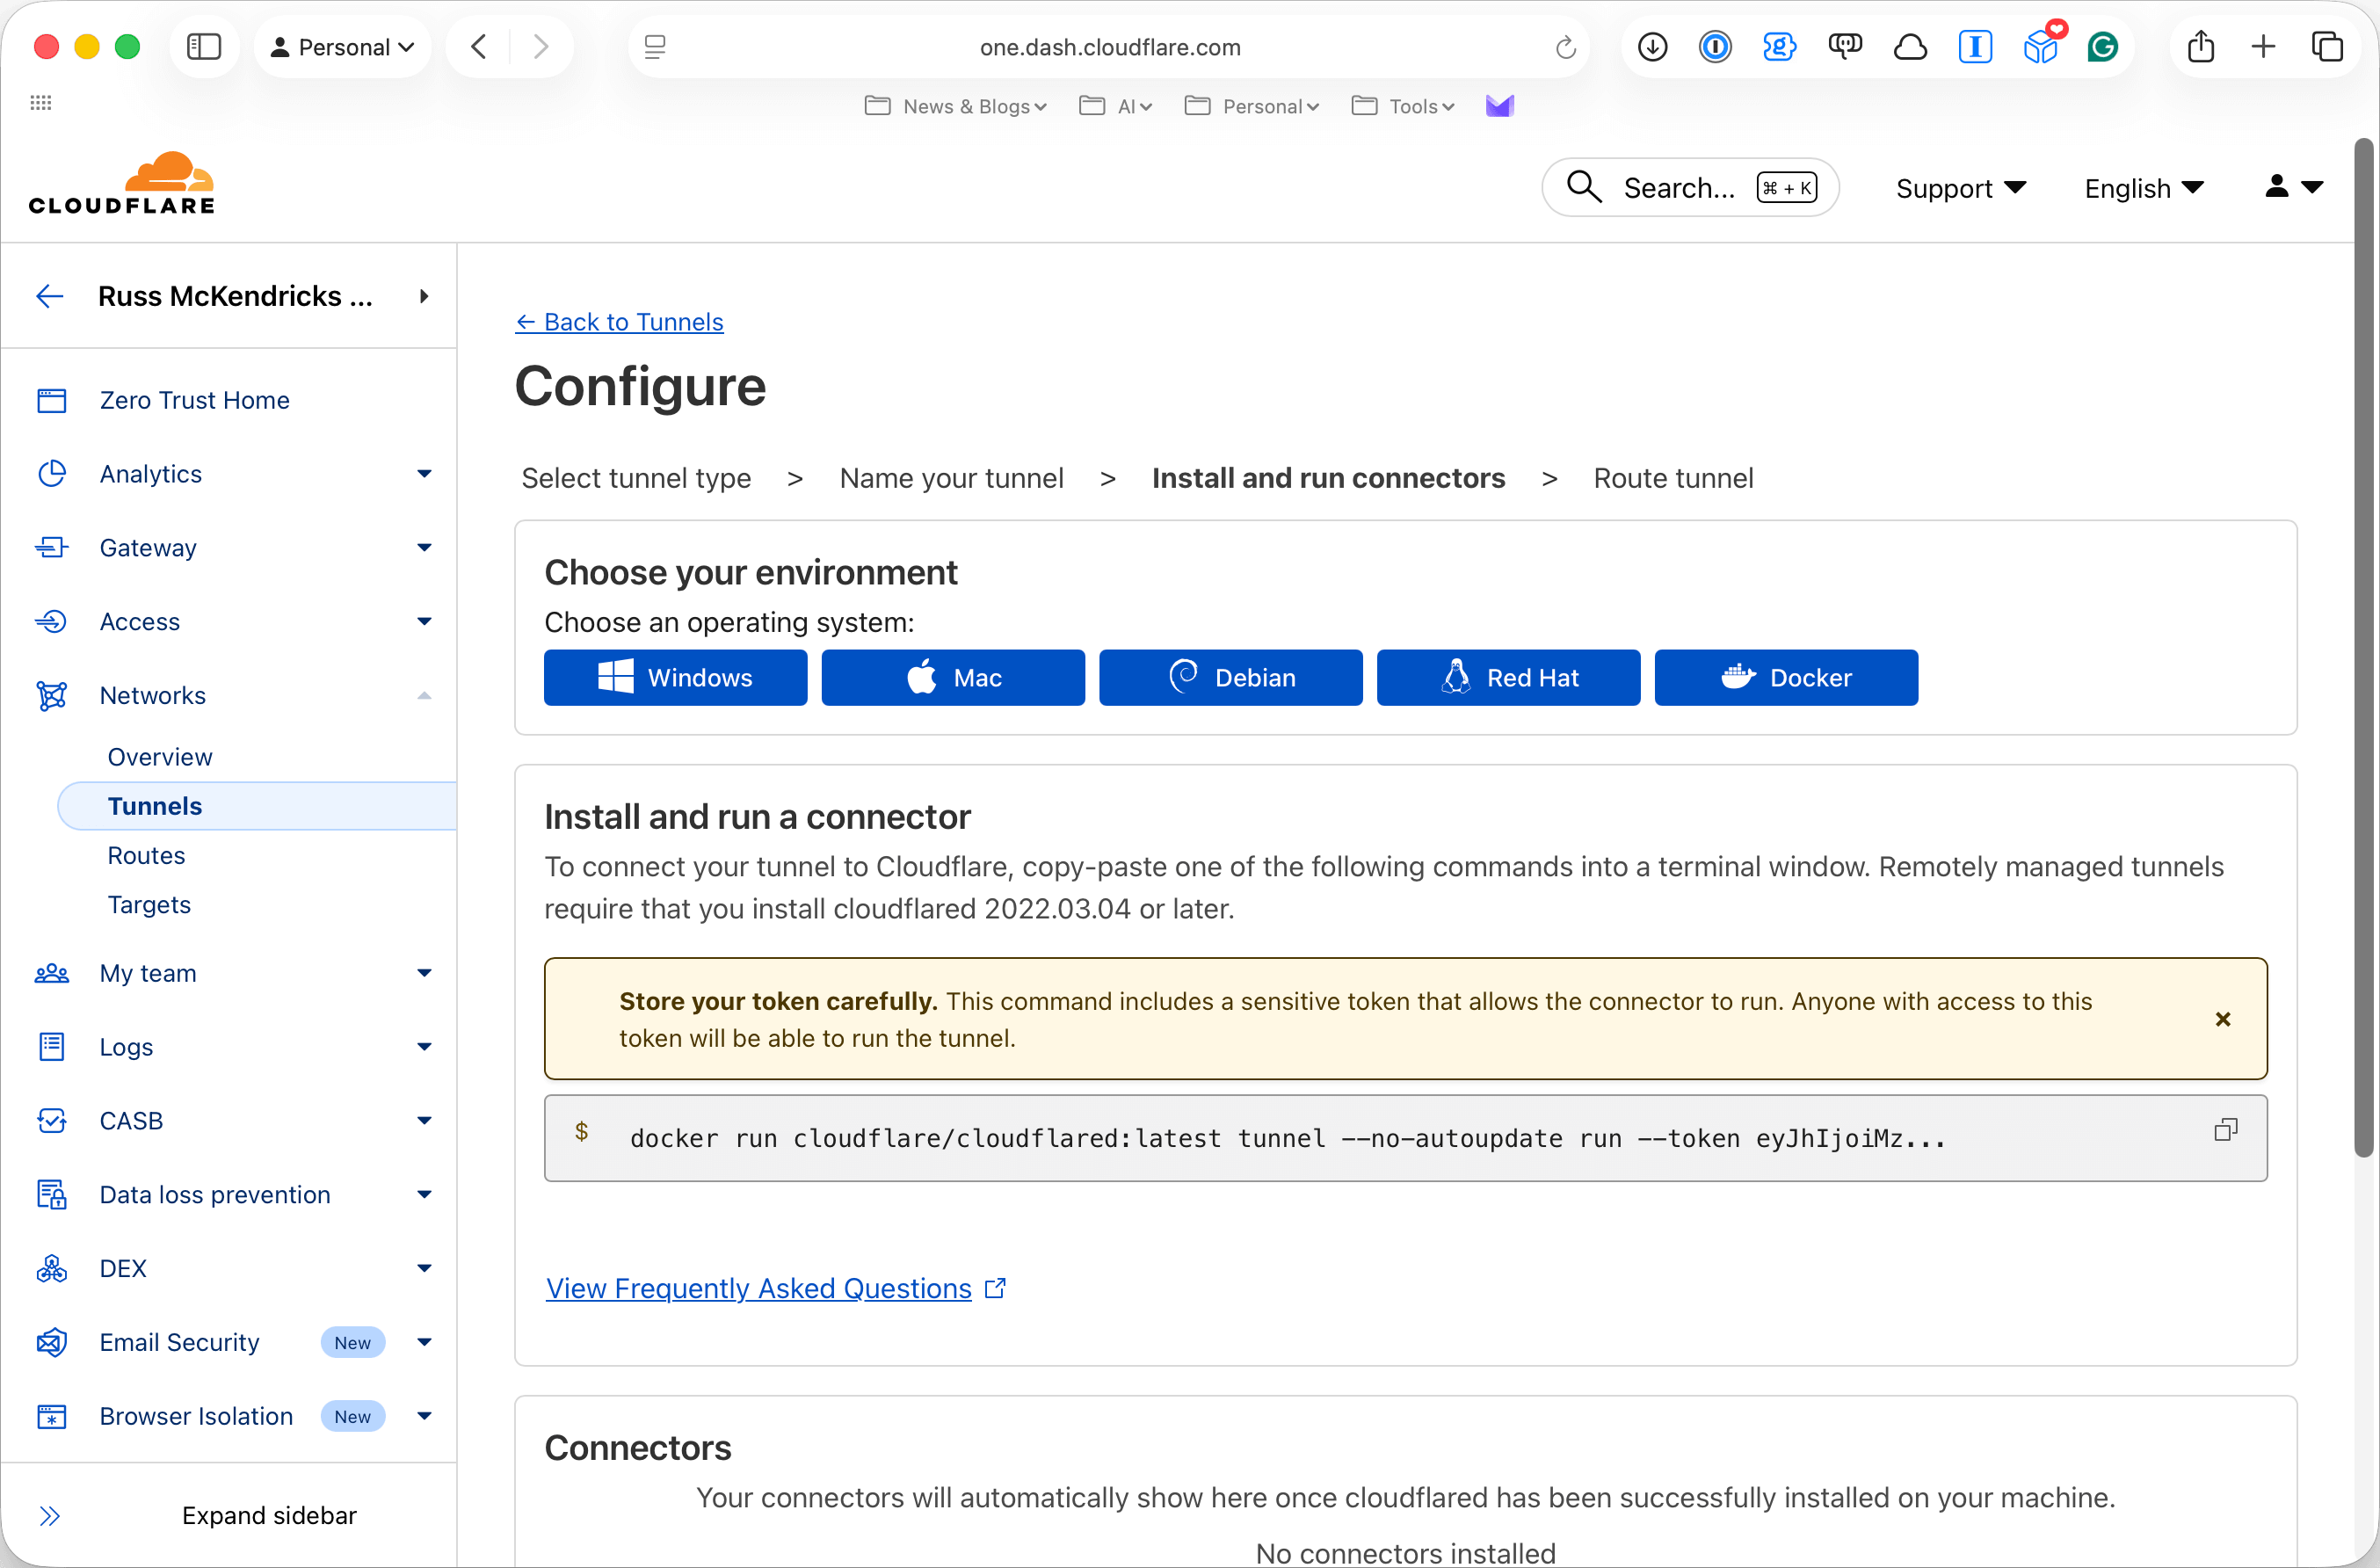 Personal
one.dash.cloudflare.com
News & Blogs
AI
Personal
Tools
CLOUDFLARE
Search...
⌘ + K
Support
English
Russ McKendricks ...
Zero Trust Home
Analytics
Gateway
Access
Networks
Overview
Tunnels
Routes
Targets
My team
Logs
CASB
Data loss prevention
DEX
Email Security New
Browser Isolation New
Expand sidebar
← Back to Tunnels
Configure
Select tunnel type > Name your tunnel > Install and run connectors > Route tunnel
Choose your environment
Choose an operating system:
Windows
Mac
Debian
Red Hat
Docker
Install and run a connector
To connect your tunnel to Cloudflare, copy-paste one of the following commands into a terminal window. Remotely managed tunnels
require that you install cloudflared 2022.03.04 or later.
Store your token carefully. This command includes a sensitive token that allows the connector to run. Anyone with access to this
token will be able to run the tunnel.
$ docker run cloudflare/cloudflared:latest tunnel --no-autoupdate run --token eyJhIjoiMz...
View Frequently Asked Questions
Connectors
Your connectors will automatically show here once cloudflared has been successfully installed on your machine.
No connectors installed